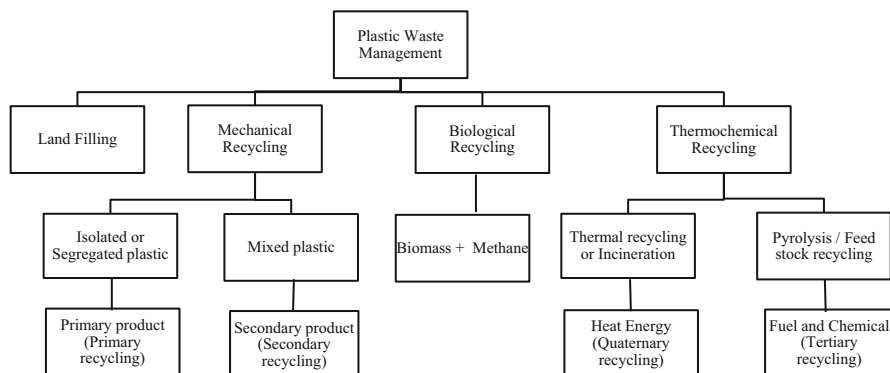 Plastic Waste
Management
Land Filling
Mechanical
Recycling
Biological
Recycling
Thermochemical
Recycling
Isolated or
Segregated plastic
Mixed plastic
Biomass + Methane
Thermal recycling
or Incineration
Pyrolysis / Feed
stock recycling
Primary product
(Primary
recycling)
Secondary product
(Secondary
recycling)
Heat Energy
(Quaternary
recycling)
Fuel and Chemical
(Tertiary
recycling)